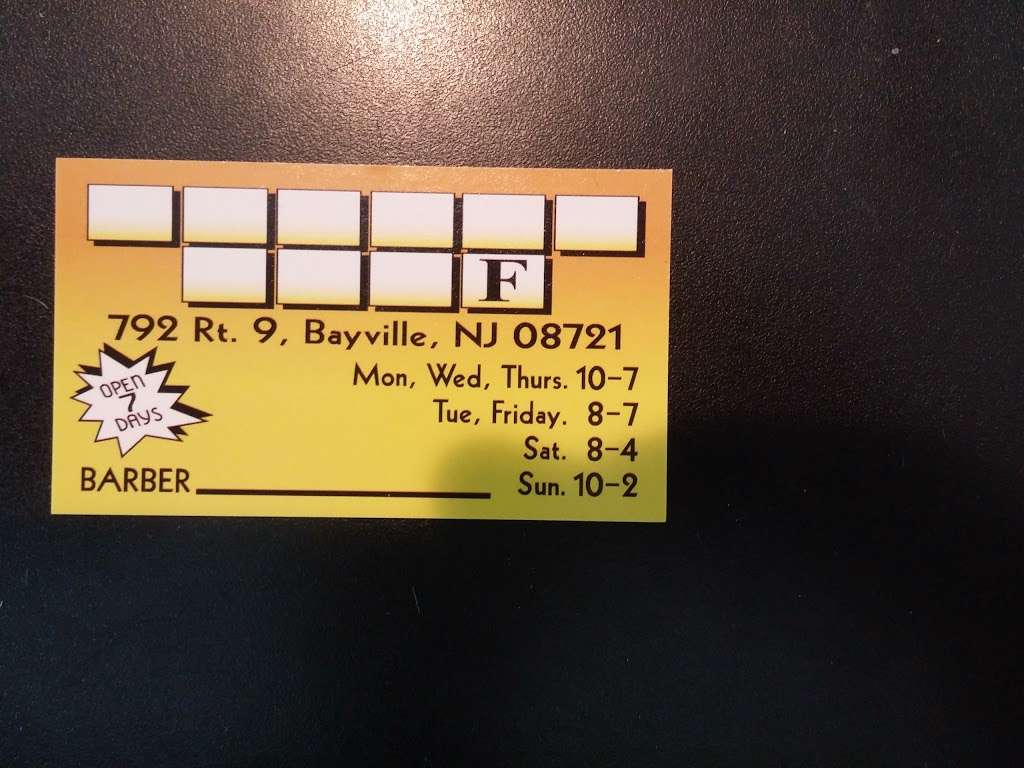 F
792 Rt. 9, Bayville, NJ 08721
OPEN
7
DAYS
Mon, Wed, Thurs. 10-7
Tue, Friday. 8-7
Sat. 8-4
Sun. 10-2
BARBER